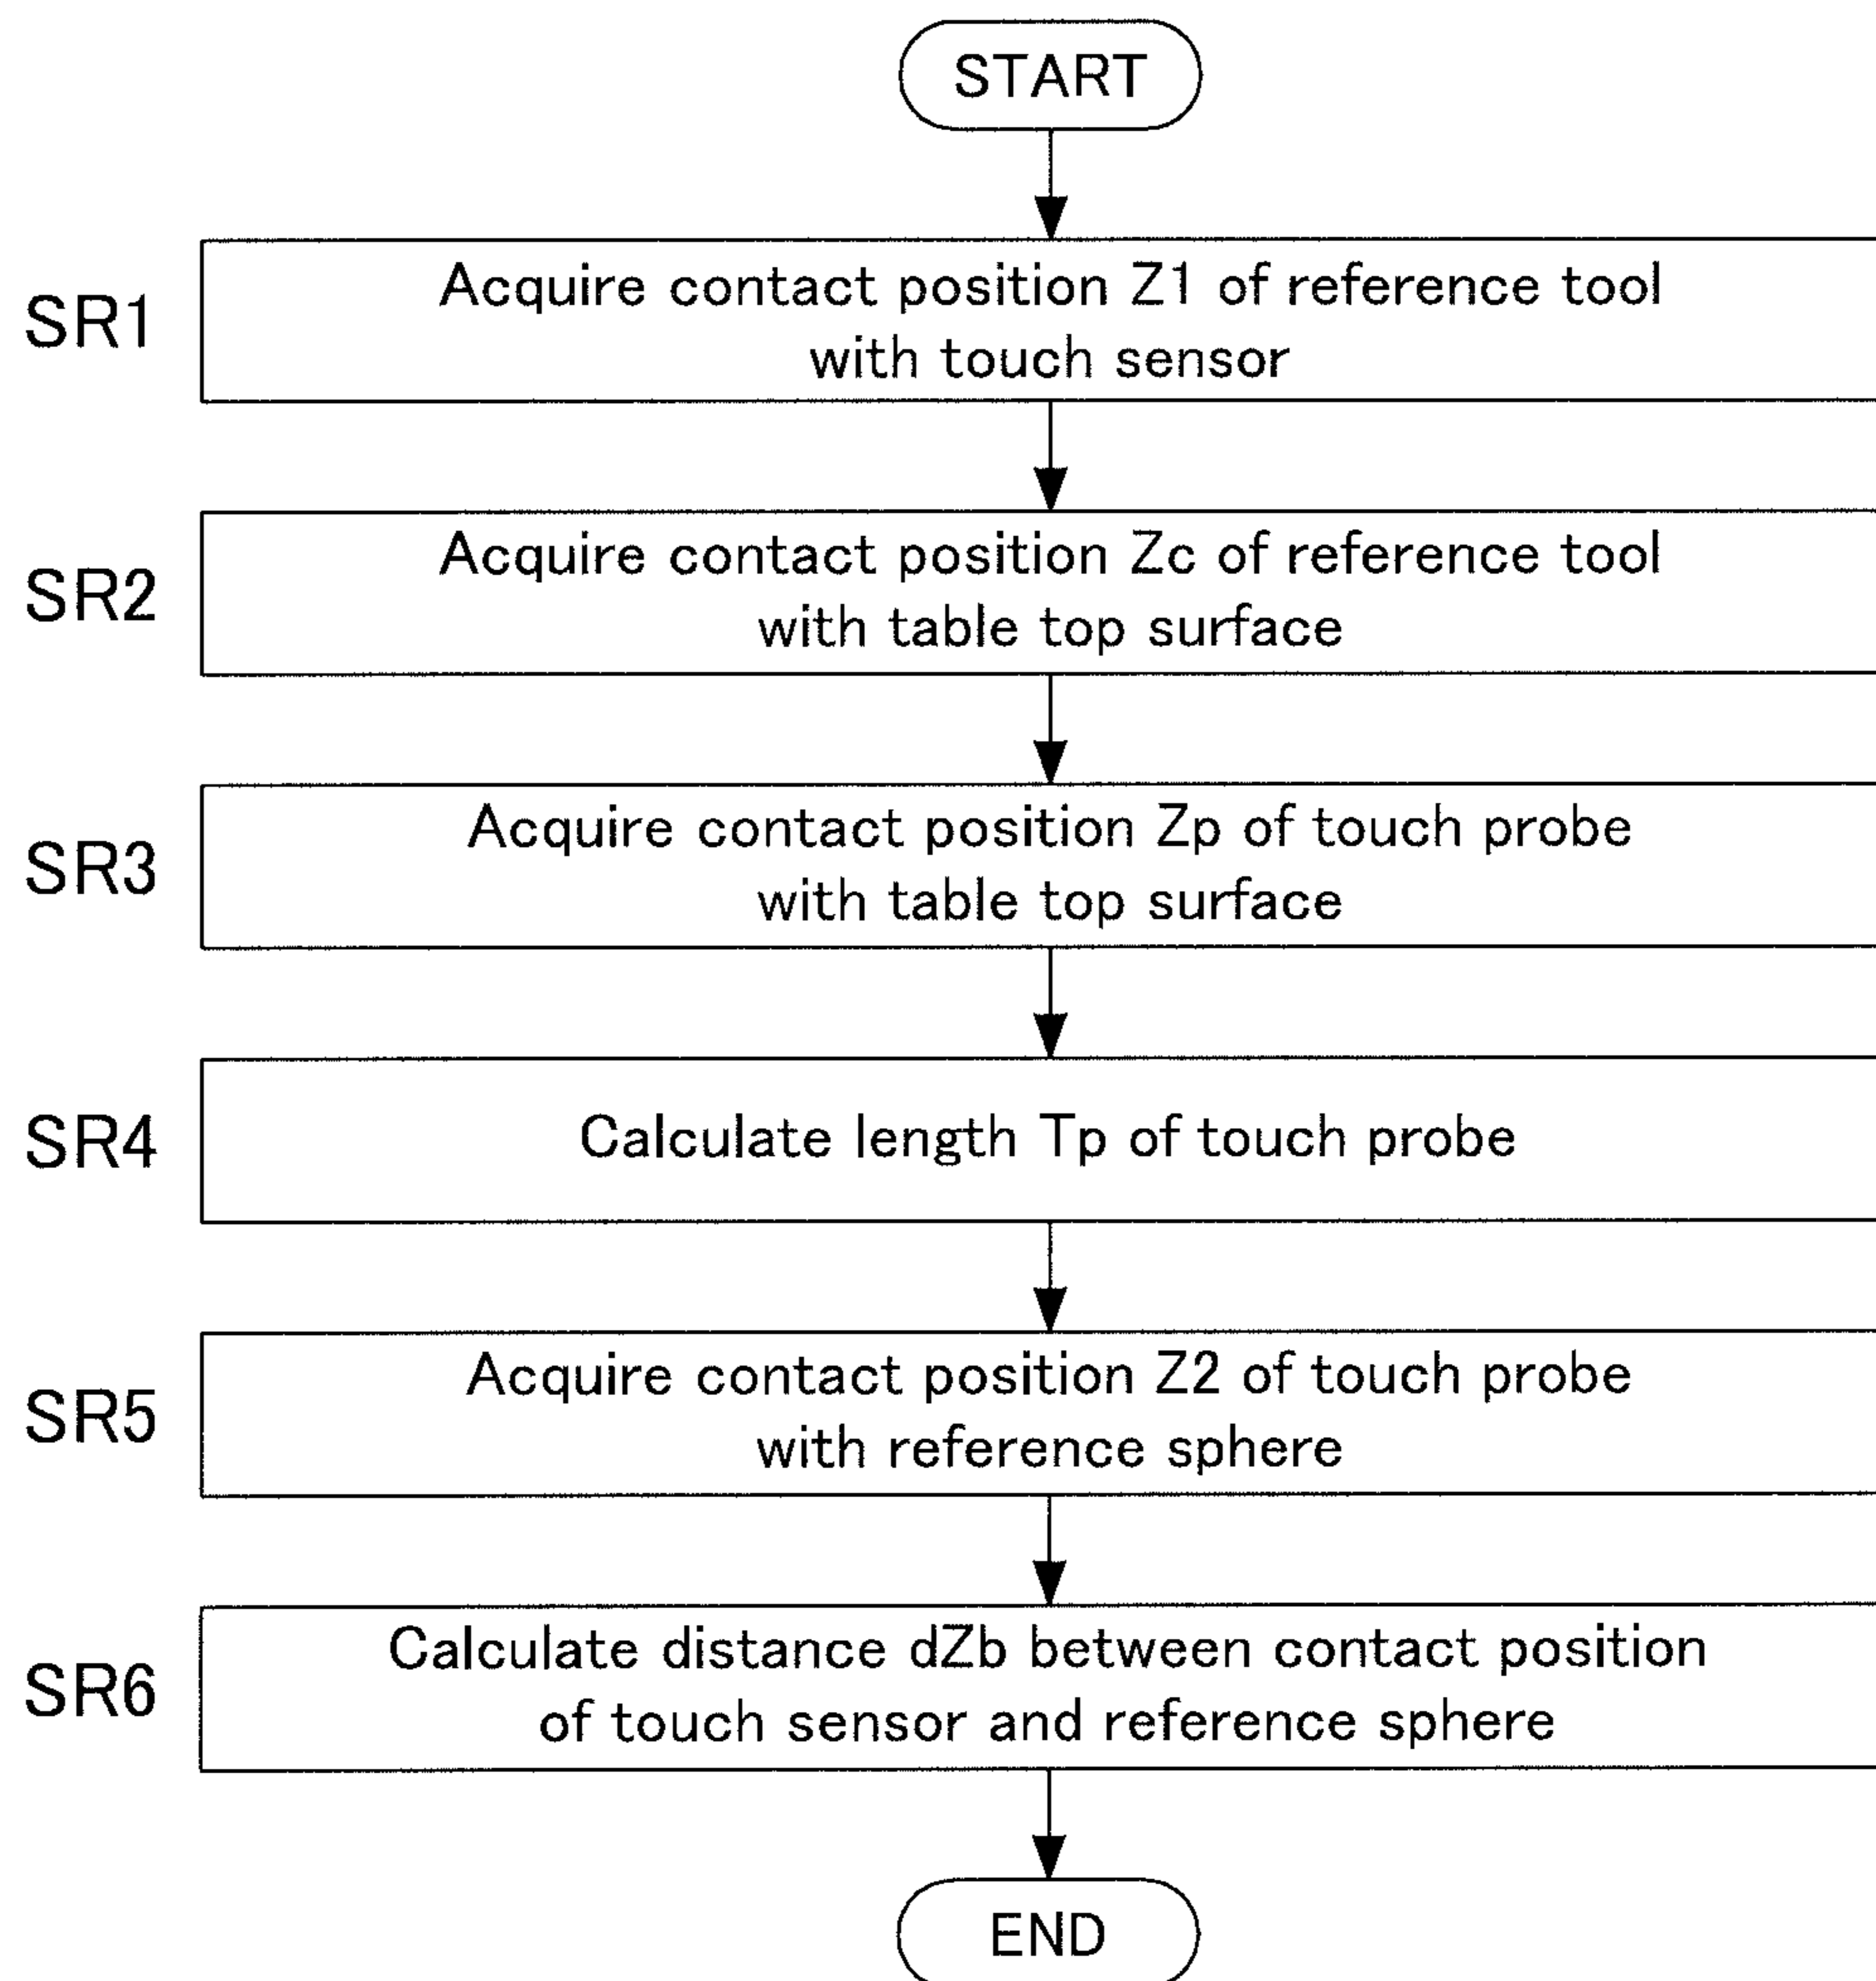 START
SR1
Acquire contact position Z1 of reference tool
with touch sensor
SR2
Acquire contact position Zc of reference tool
with table top surface
SR3
Acquire contact position Zp of touch probe
with table top surface
SR4
Calculate length Tp of touch probe
SR5
Acquire contact position Z2 of touch probe
with reference sphere
SR6
Calculate distance dZb between contact position
of touch sensor and reference sphere
END